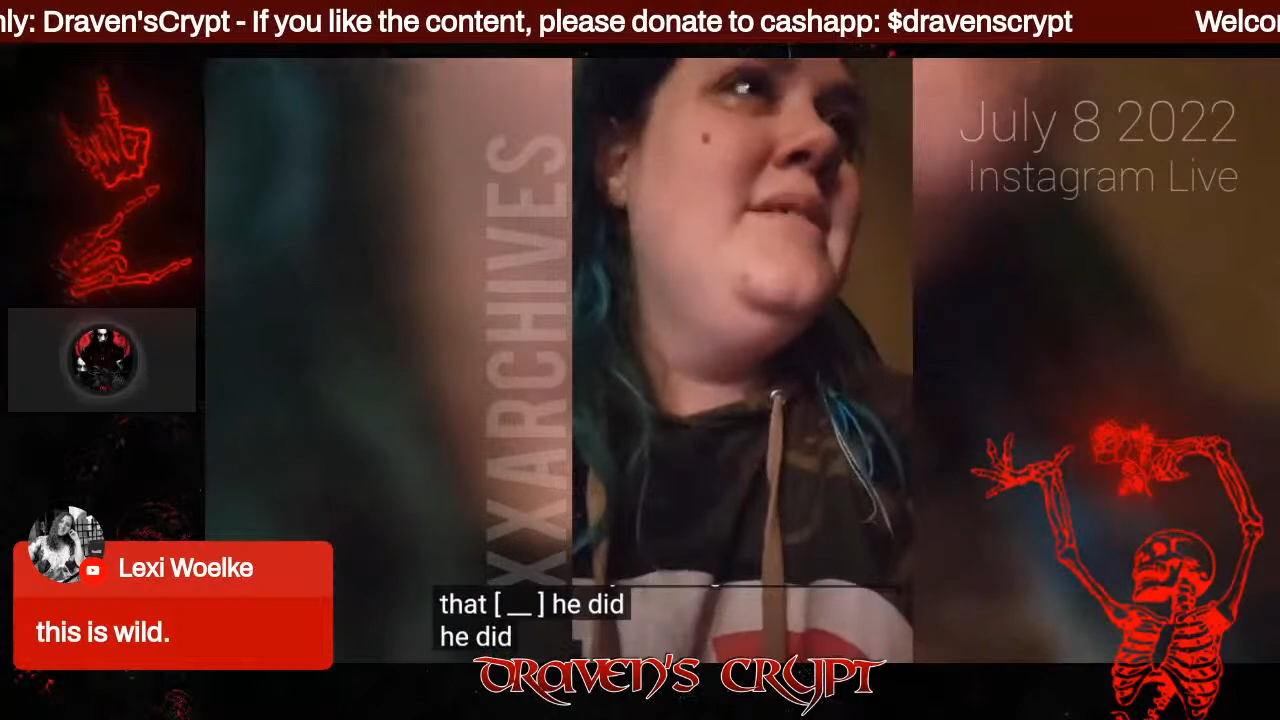 nly: Draven'sCrypt - If you like the content, please donate to cashapp: $dravenscrypt Welcom
July 8 2022
Instagram Live
XXARCHIVES
Lexi Woelke
this is wild.
that [ __ ] he did
he did
DRAVEN'S CRYPT